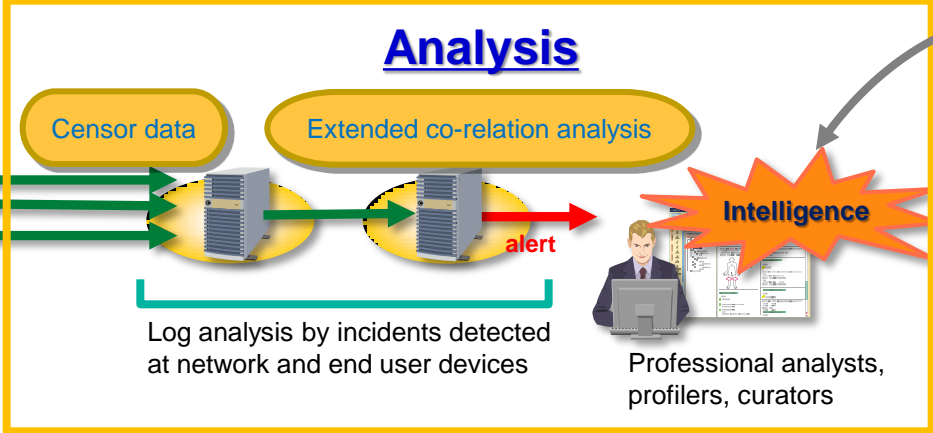 Analysis
Censor data
Extended co-relation analysis
Intelligence
alert
Log analysis by incidents detected
at network and end user devices
Professional analysts,
profilers, curators